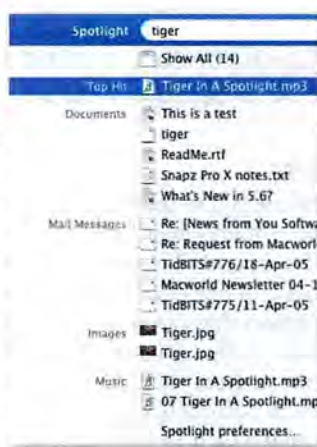 Spotlight tiger
Show All (14)
Top Hit Tiger In A Spotlight.mp3
Documents This is a test
tiger
ReadMe.rtf
Snapz Pro X notes.txt
What's New in 5.6?
Mail Messages Re: [News from You Softwa
Re: Request from Macworl
TidBITS#776/18-Apr-05
Macworld Newsletter 04-1
TidBITS#775/11-Apr-05
Images Tiger.jpg
Tiger.jpg
Music Tiger In A Spotlight.mp3
07 Tiger In A Spotlight.mp
Spotlight preferences...